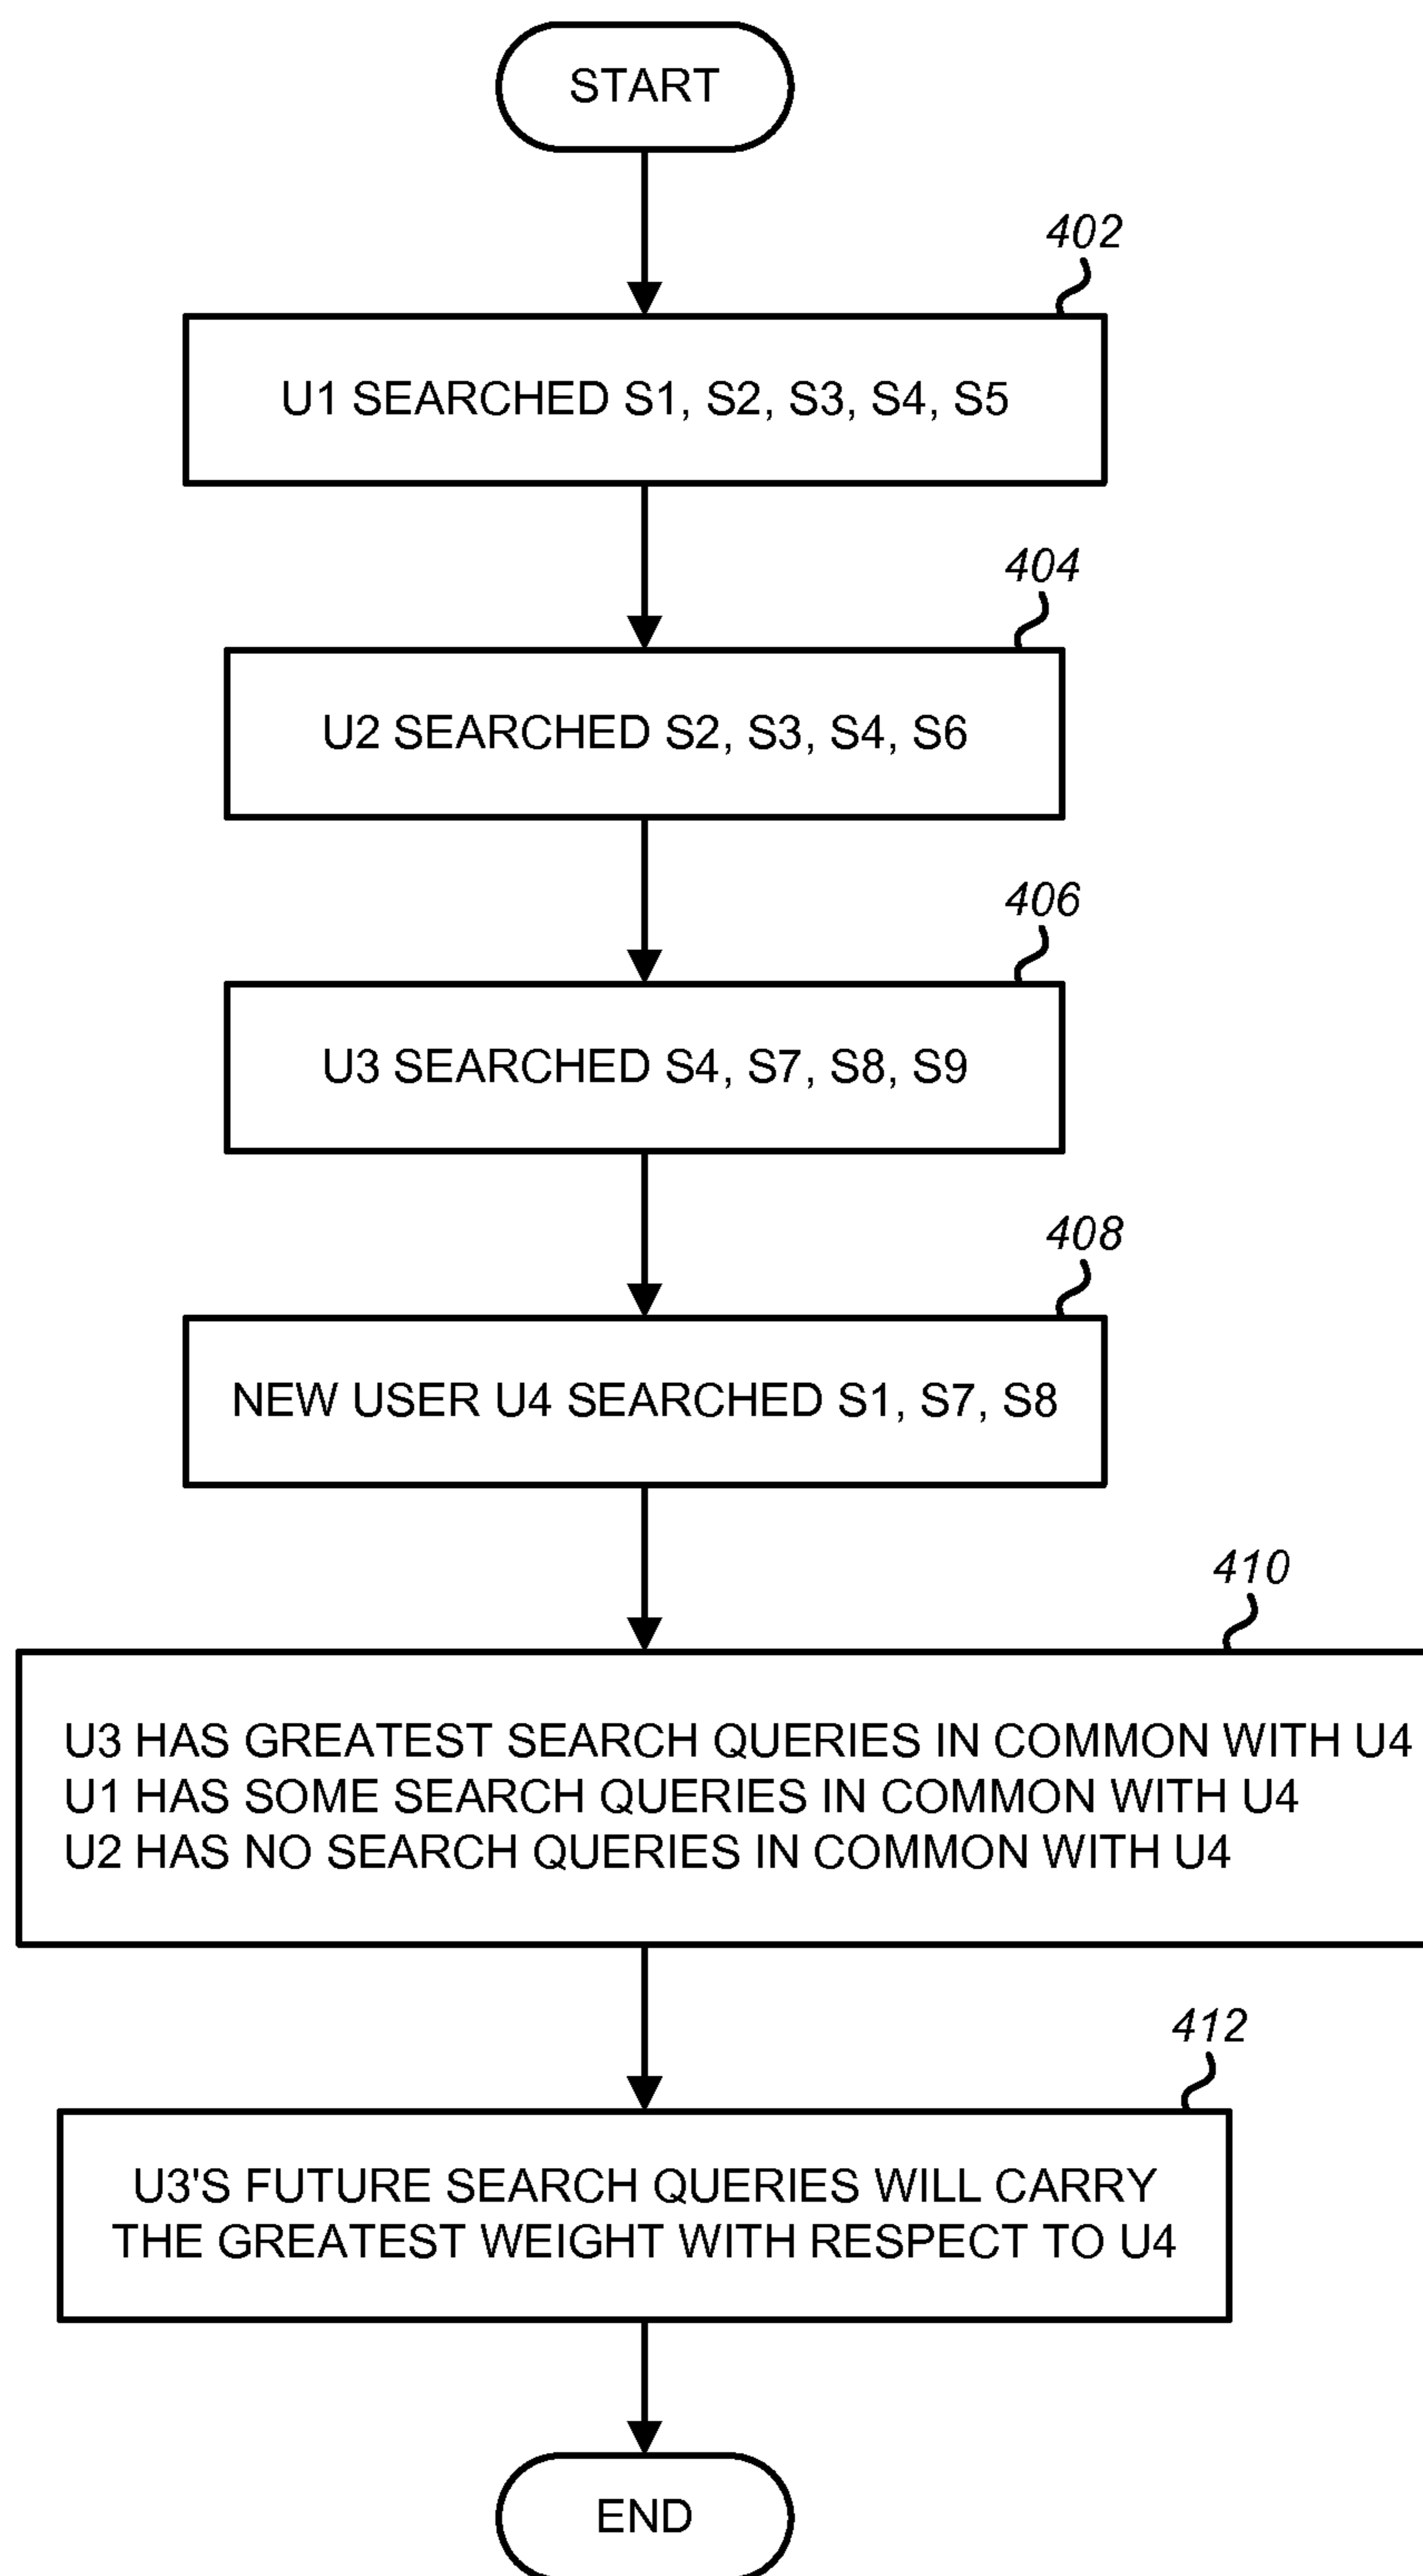 START
402
U1 SEARCHED S1, S2, S3, S4, S5
404
U2 SEARCHED S2, S3, S4, S6
406
U3 SEARCHED S4, S7, S8, S9
408
NEW USER U4 SEARCHED S1, S7, S8
410
U3 HAS GREATEST SEARCH QUERIES IN COMMON WITH U4
U1 HAS SOME SEARCH QUERIES IN COMMON WITH U4
U2 HAS NO SEARCH QUERIES IN COMMON WITH U4
412
U3'S FUTURE SEARCH QUERIES WILL CARRY
THE GREATEST WEIGHT WITH RESPECT TO U4
END